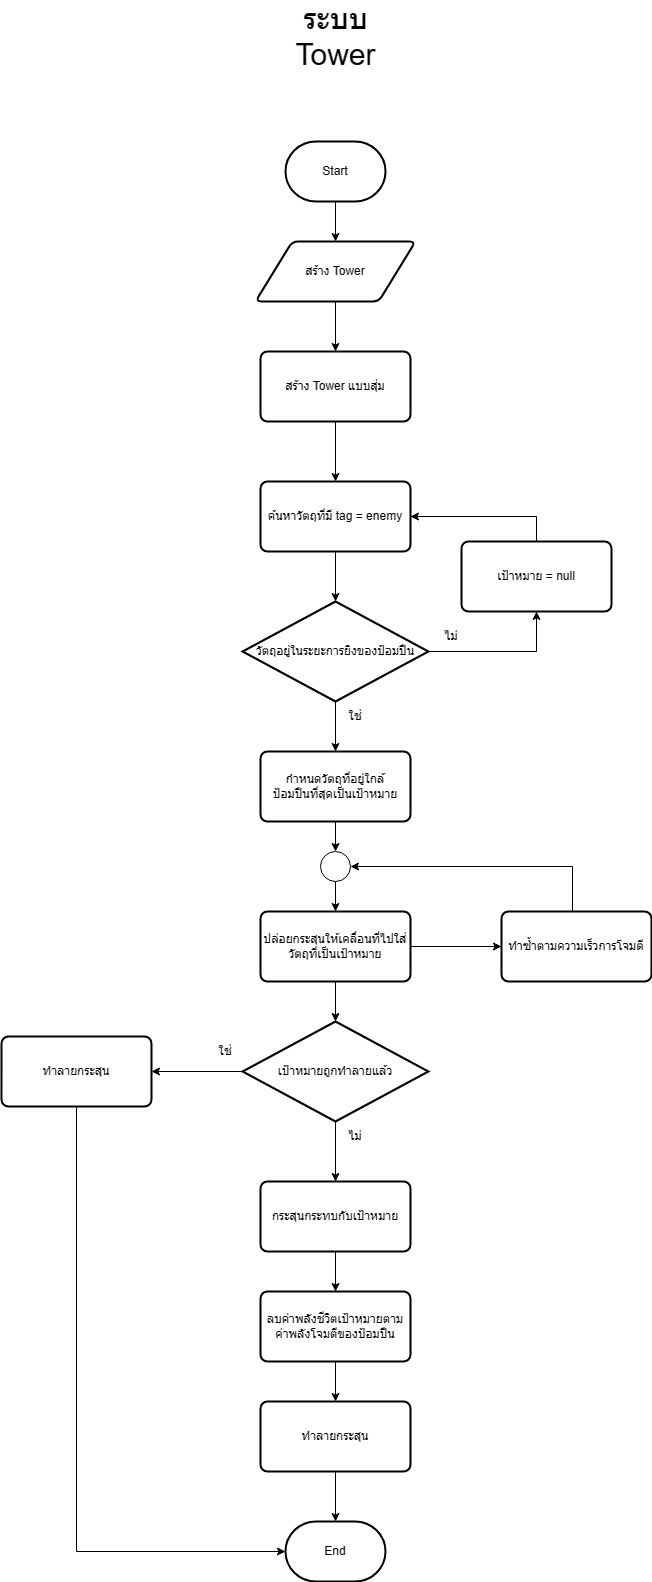 ระบบ
Tower
Start
สร้าง Tower
สร้าง Tower แบบสุ่ม
ค้นหาวัตถุที่มี tag = enemy
เป้าหมาย = null
ไม่
วัตถุอยู่ในระยะการยิงของป้อมปืน
ใช่
กำหนดวัตถุที่อยู่ใกล้
ป้อมปืนที่สุดเป็นเป้าหมาย
ปล่อยกระสุนให้เคลื่อนที่ไปใส่
วัตถุที่เป็นเป้าหมาย
ทำซ้ำตามความเร็วการโจมตี
ใช่
ทำลายกระสุน
เป้าหมายถูกทำลายแล้ว
ไม่
กระสุนกระทบกับเป้าหมาย
ลบค่าพลังชีวิตเป้าหมายตาม
ค่าพลังโจมตีของป้อมปืน
ทำลายกระสุน
End